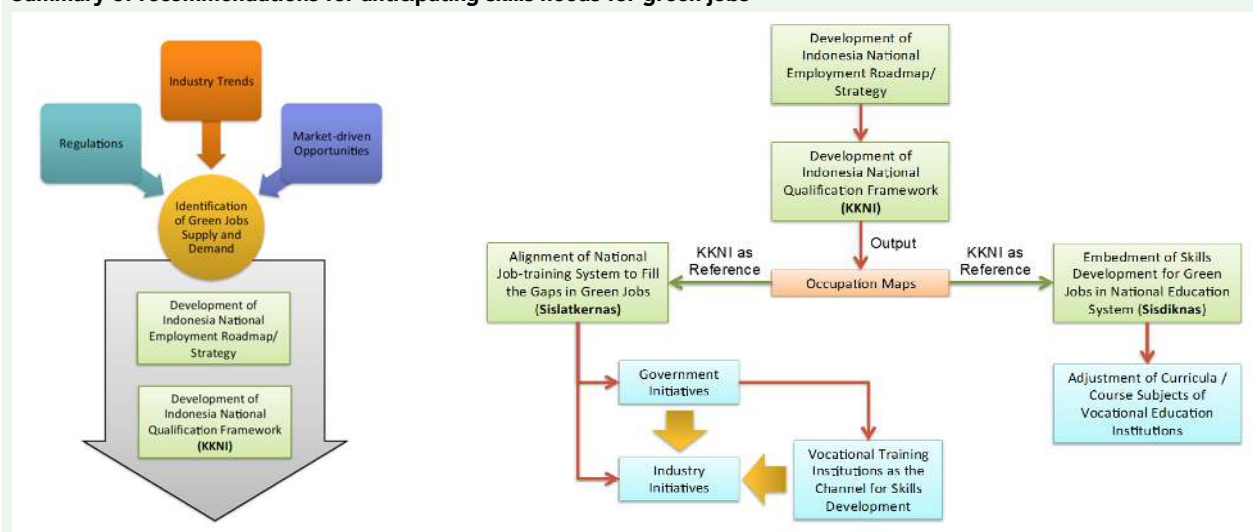 Summary of recommendations for anticipating skills needs for green jobs
Industry Trends
Regulations
Market-driven
Opportunities
Identification
of Green Jobs
Supply and
Demand
Development of
Indonesia National
Employment Roadmap/
Strategy
Development of
Indonesia National
Qualification Framework
(KKNI)
Development of
Indonesia National
Employment Roadmap/
Strategy
Development of
Indonesia National
Qualification Framework
(KKNI)
Output
Alignment of National
Job-training System to Fill
the Gaps in Green Jobs
(Sislatkernas)
KKNI as
Reference
Occupation Maps
KKNI as
Reference
Embedment of Skills
Development for Green
Jobs in National Education
System (Sisdiknas)
Government
Initiatives
Industry
Initiatives
Vocational Training
Institutions as the
Channel for Skills
Development
Adjustment of Curricula /
Course Subjects of
Vocational Education
Institutions